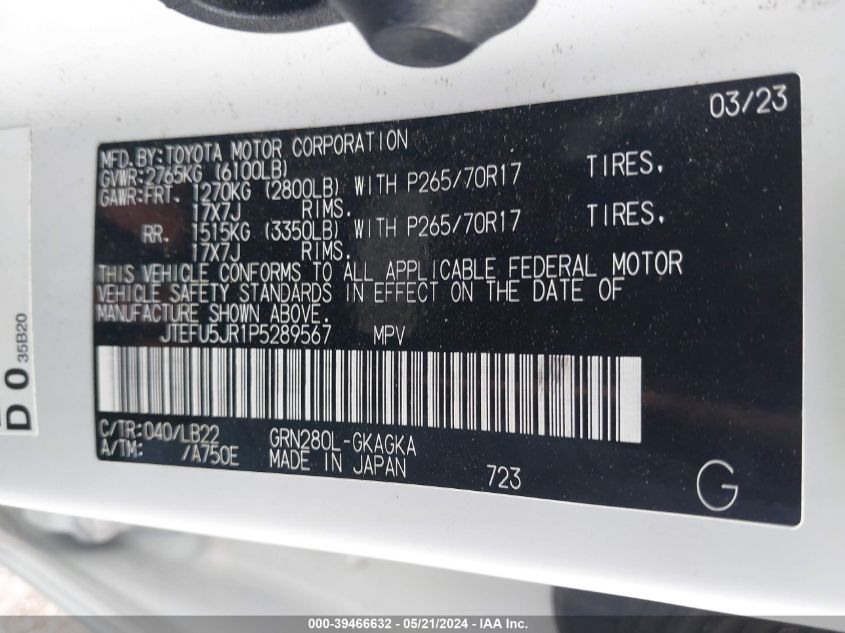 03/23
MFD. BY:TOYOTA MOTOR CORPORATION
GVWR:2765KG (6100LB)
GAWR:FRT. 1270KG (2800LB) WITH P265/70R17 TIRES.
17X7J RIMS.
RR. 1515KG (3350LB) WITH P265/70R17 TIRES.
17X7J RIMS.
THIS VEHICLE CONFORMS TO ALL APPLICABLE FEDERAL MOTOR
VEHICLE SAFETY STANDARDS IN EFFECT ON THE DATE OF
MANUFACTURE SHOWN ABOVE.
JTEFU5JR1P5289567 MPV
C/TR:040/LB22 GRN280L-GKAGKA
A/TM: /A750E MADE IN JAPAN 723
G
D 0 35B20
000-39466632 - 05/21/2024 - IAA Inc.